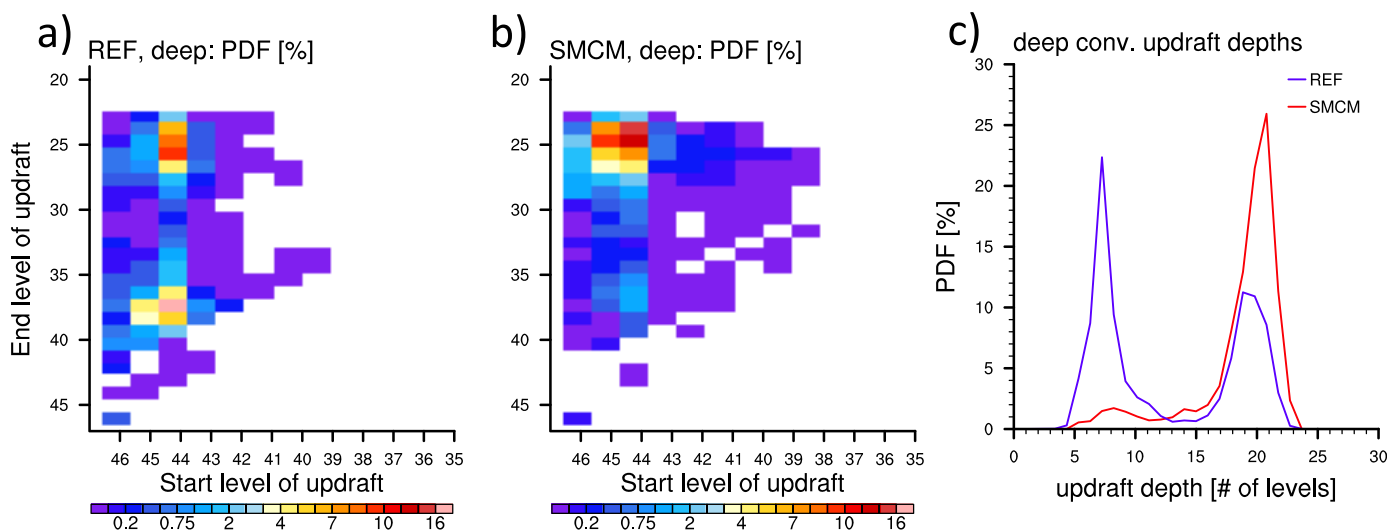 a)
REF, deep: PDF [%]
20
25
30
35
40
45
End level of updraft
46 45 44 43 42 41 40 39 38 37 36 35
Start level of updraft
0.2 0.75 2 4 7 10 16
b)
SMCM, deep: PDF [%]
20
25
30
35
40
45
46 45 44 43 42 41 40 39 38 37 36 35
Start level of updraft
0.2 0.75 2 4 7 10 16
c)
deep conv. updraft depths
REF
SMCM
30
25
20
15
10
5
0
PDF [%]
0 5 10 15 20 25 30
updraft depth [# of levels]